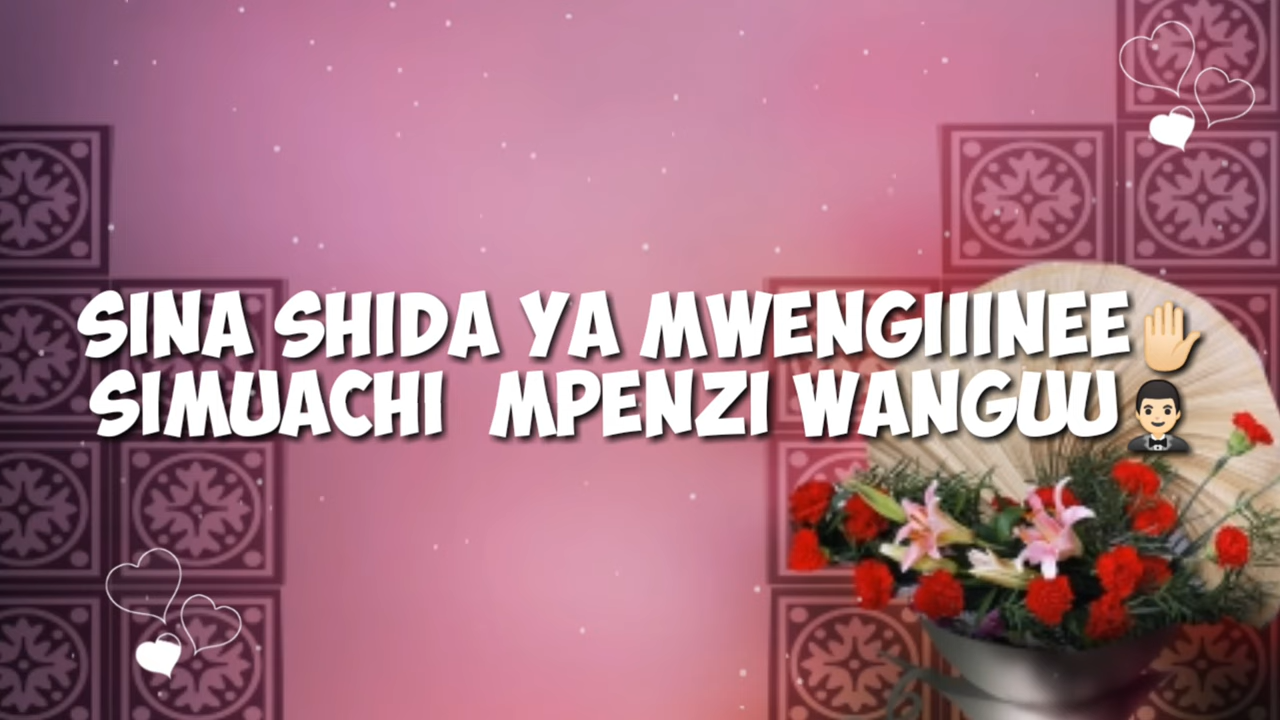 SINA SHIDA YA MWENGIIINEE✋🏼
SIMUACHI MPENZI WANGUU🤵🏻‍♂️